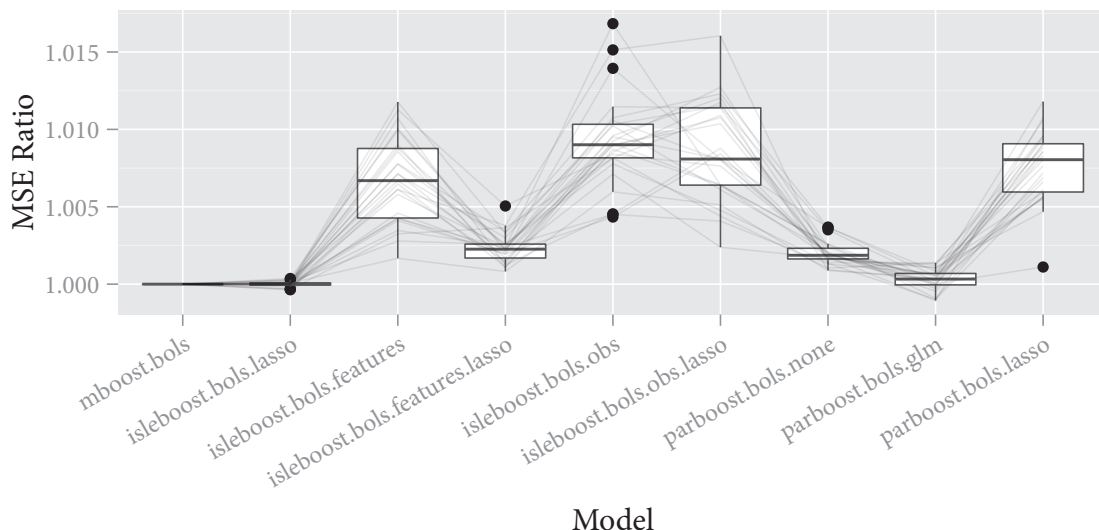 MSE Ratio
1.015
1.010
1.005
1.000
mboost.bols
isleboost.bols.lasso
isleboost.bols.features
isleboost.bols.features.lasso
isleboost.bols.obs
isleboost.bols.obs.lasso
parboost.bols.none
parboost.bols.glm
parboost.bols.lasso
Model